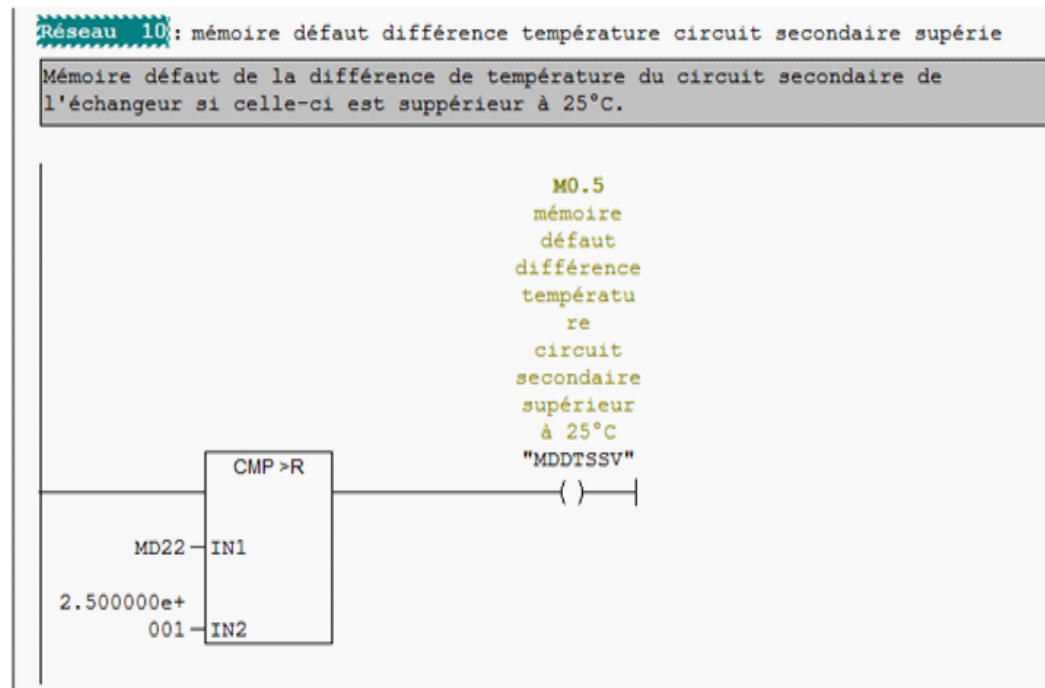 Réseau 10: mémoire défaut différence température circuit secondaire supérie
Mémoire défaut de la différence de température du circuit secondaire de
l'échangeur si celle-ci est suppérieur à 25°C.
M0.5
mémoire
défaut
différence
températu
re
circuit
secondaire
supérieur
à 25°C
"MDDTSSV"
CMP >R
( )
MD22
IN1
2.500000e+
001
IN2